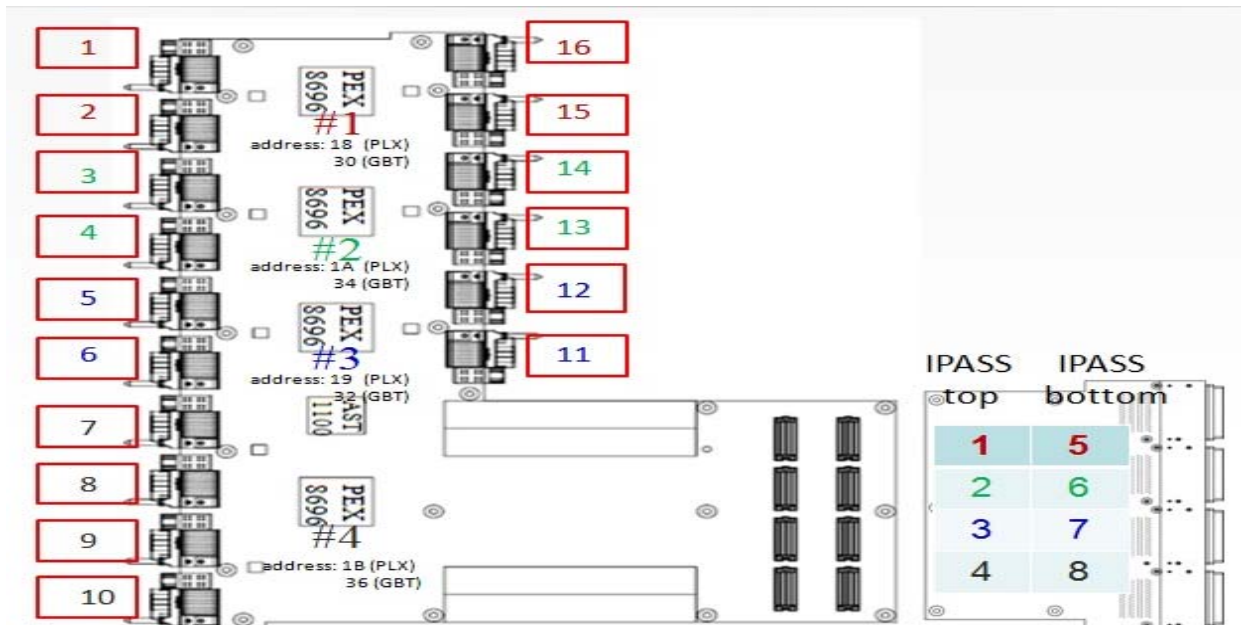 1
16
PEX
8696
#1
2
15
address: 18 (PLX)
30 (GBT)
3
14
PEX
8696
#2
4
13
address: 1A (PLX)
34 (GBT)
5
12
PEX
8696
#3
6
11
address: 19 (PLX)
32 (GBT)
AST
1100
7
8
PEX
8696
#4
9
address: 1B (PLX)
36 (GBT)
10
IPASS IPASS
top bottom
1 5
2 6
3 7
4 8